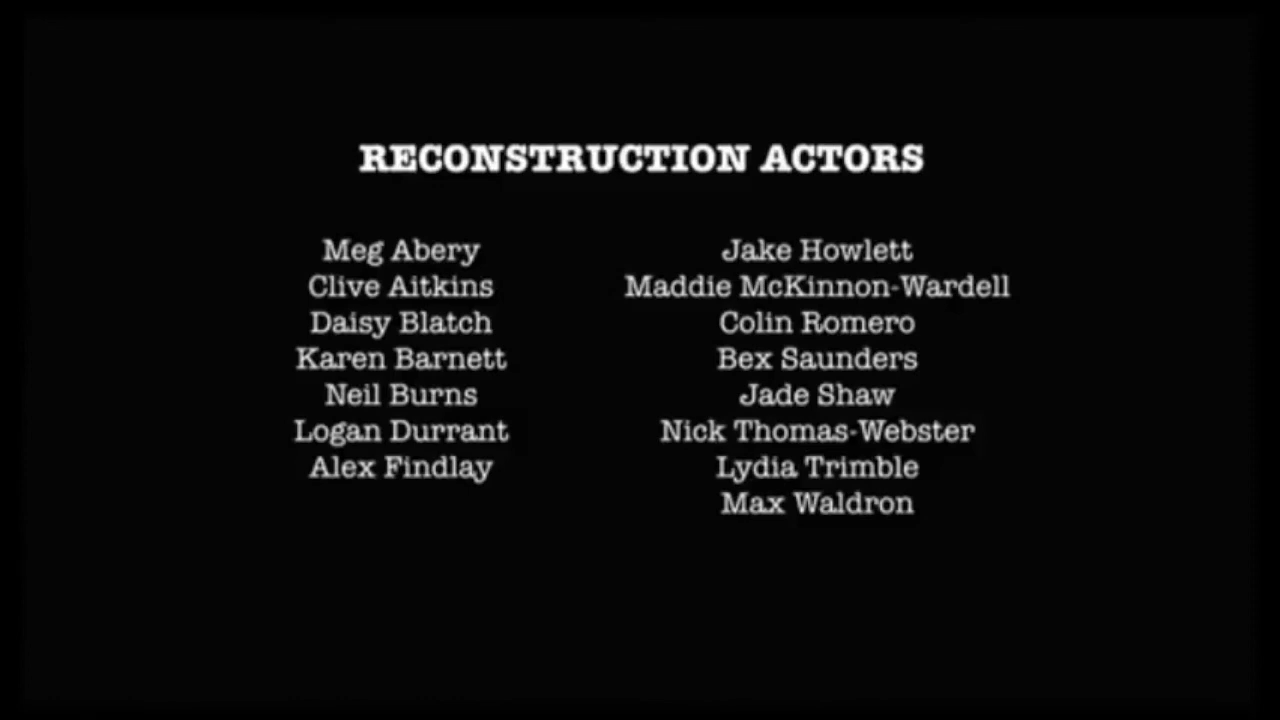 RECONSTRUCTION ACTORS
Meg Abery
Clive Aitkins
Daisy Blatch
Karen Barnett
Neil Burns
Logan Durrant
Alex Findlay
Jake Howlett
Maddie McKinnon-Wardell
Colin Romero
Bex Saunders
Jade Shaw
Nick Thomas-Webster
Lydia Trimble
Max Waldron